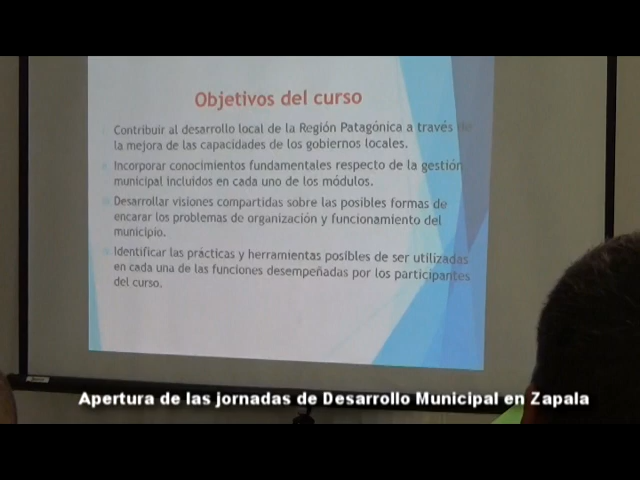 Objetivos del curso
Contribuir al desarrollo local de la Región Patagónica a través de
la mejora de las capacidades de los gobiernos locales.
Incorporar conocimientos fundamentales respecto de la gestión
municipal incluidos en cada uno de los módulos.
Desarrollar visiones compartidas sobre las posibles formas de
encarar los problemas de organización y funcionamiento del
municipio.
Identificar las prácticas y herramientas posibles de ser utilizadas
en cada una de las funciones desempeñadas por los participantes
del curso.
Apertura de las jornadas de Desarrollo Municipal en Zapala